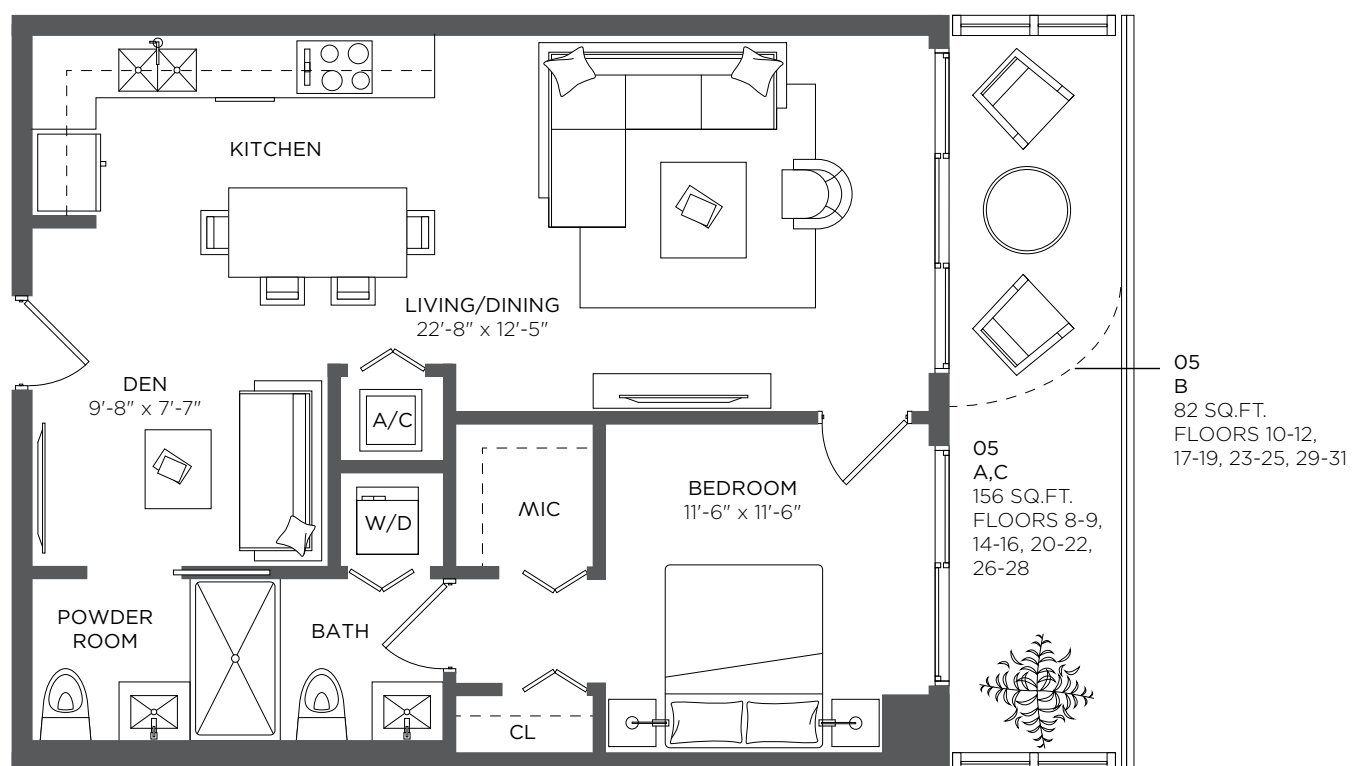 KITCHEN
LIVING/DINING
22'-8" x 12'-5"
DEN
9'-8" x 7'-7"
A/C
W/D
WIC
BEDROOM
11'-6" x 11'-6"
POWDER
ROOM
BATH
CL
05
A,C
156 SQ.FT.
FLOORS 8-9,
14-16, 20-22,
26-28
05
B
82 SQ.FT.
FLOORS 10-12,
17-19, 23-25, 29-31